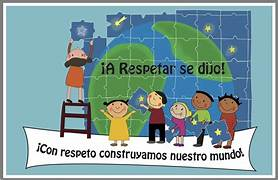 ¡A Respetar se dijo!
¡Con respeto construyamos nuestro mundo!